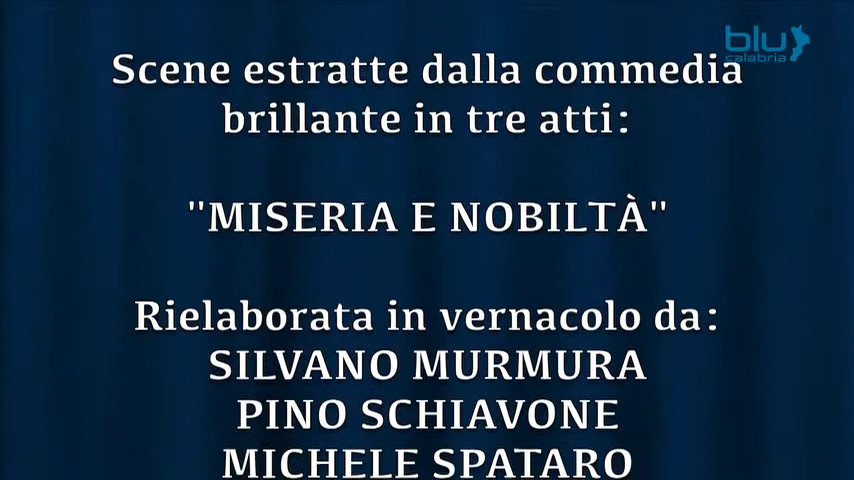 blu
calabria
Scene estratte dalla commedia
brillante in tre atti:
"MISERIA E NOBILTÀ"
Rielaborata in vernacolo da:
SILVANO MURMURA
PINO SCHIAVONE
MICHELE SPATARO